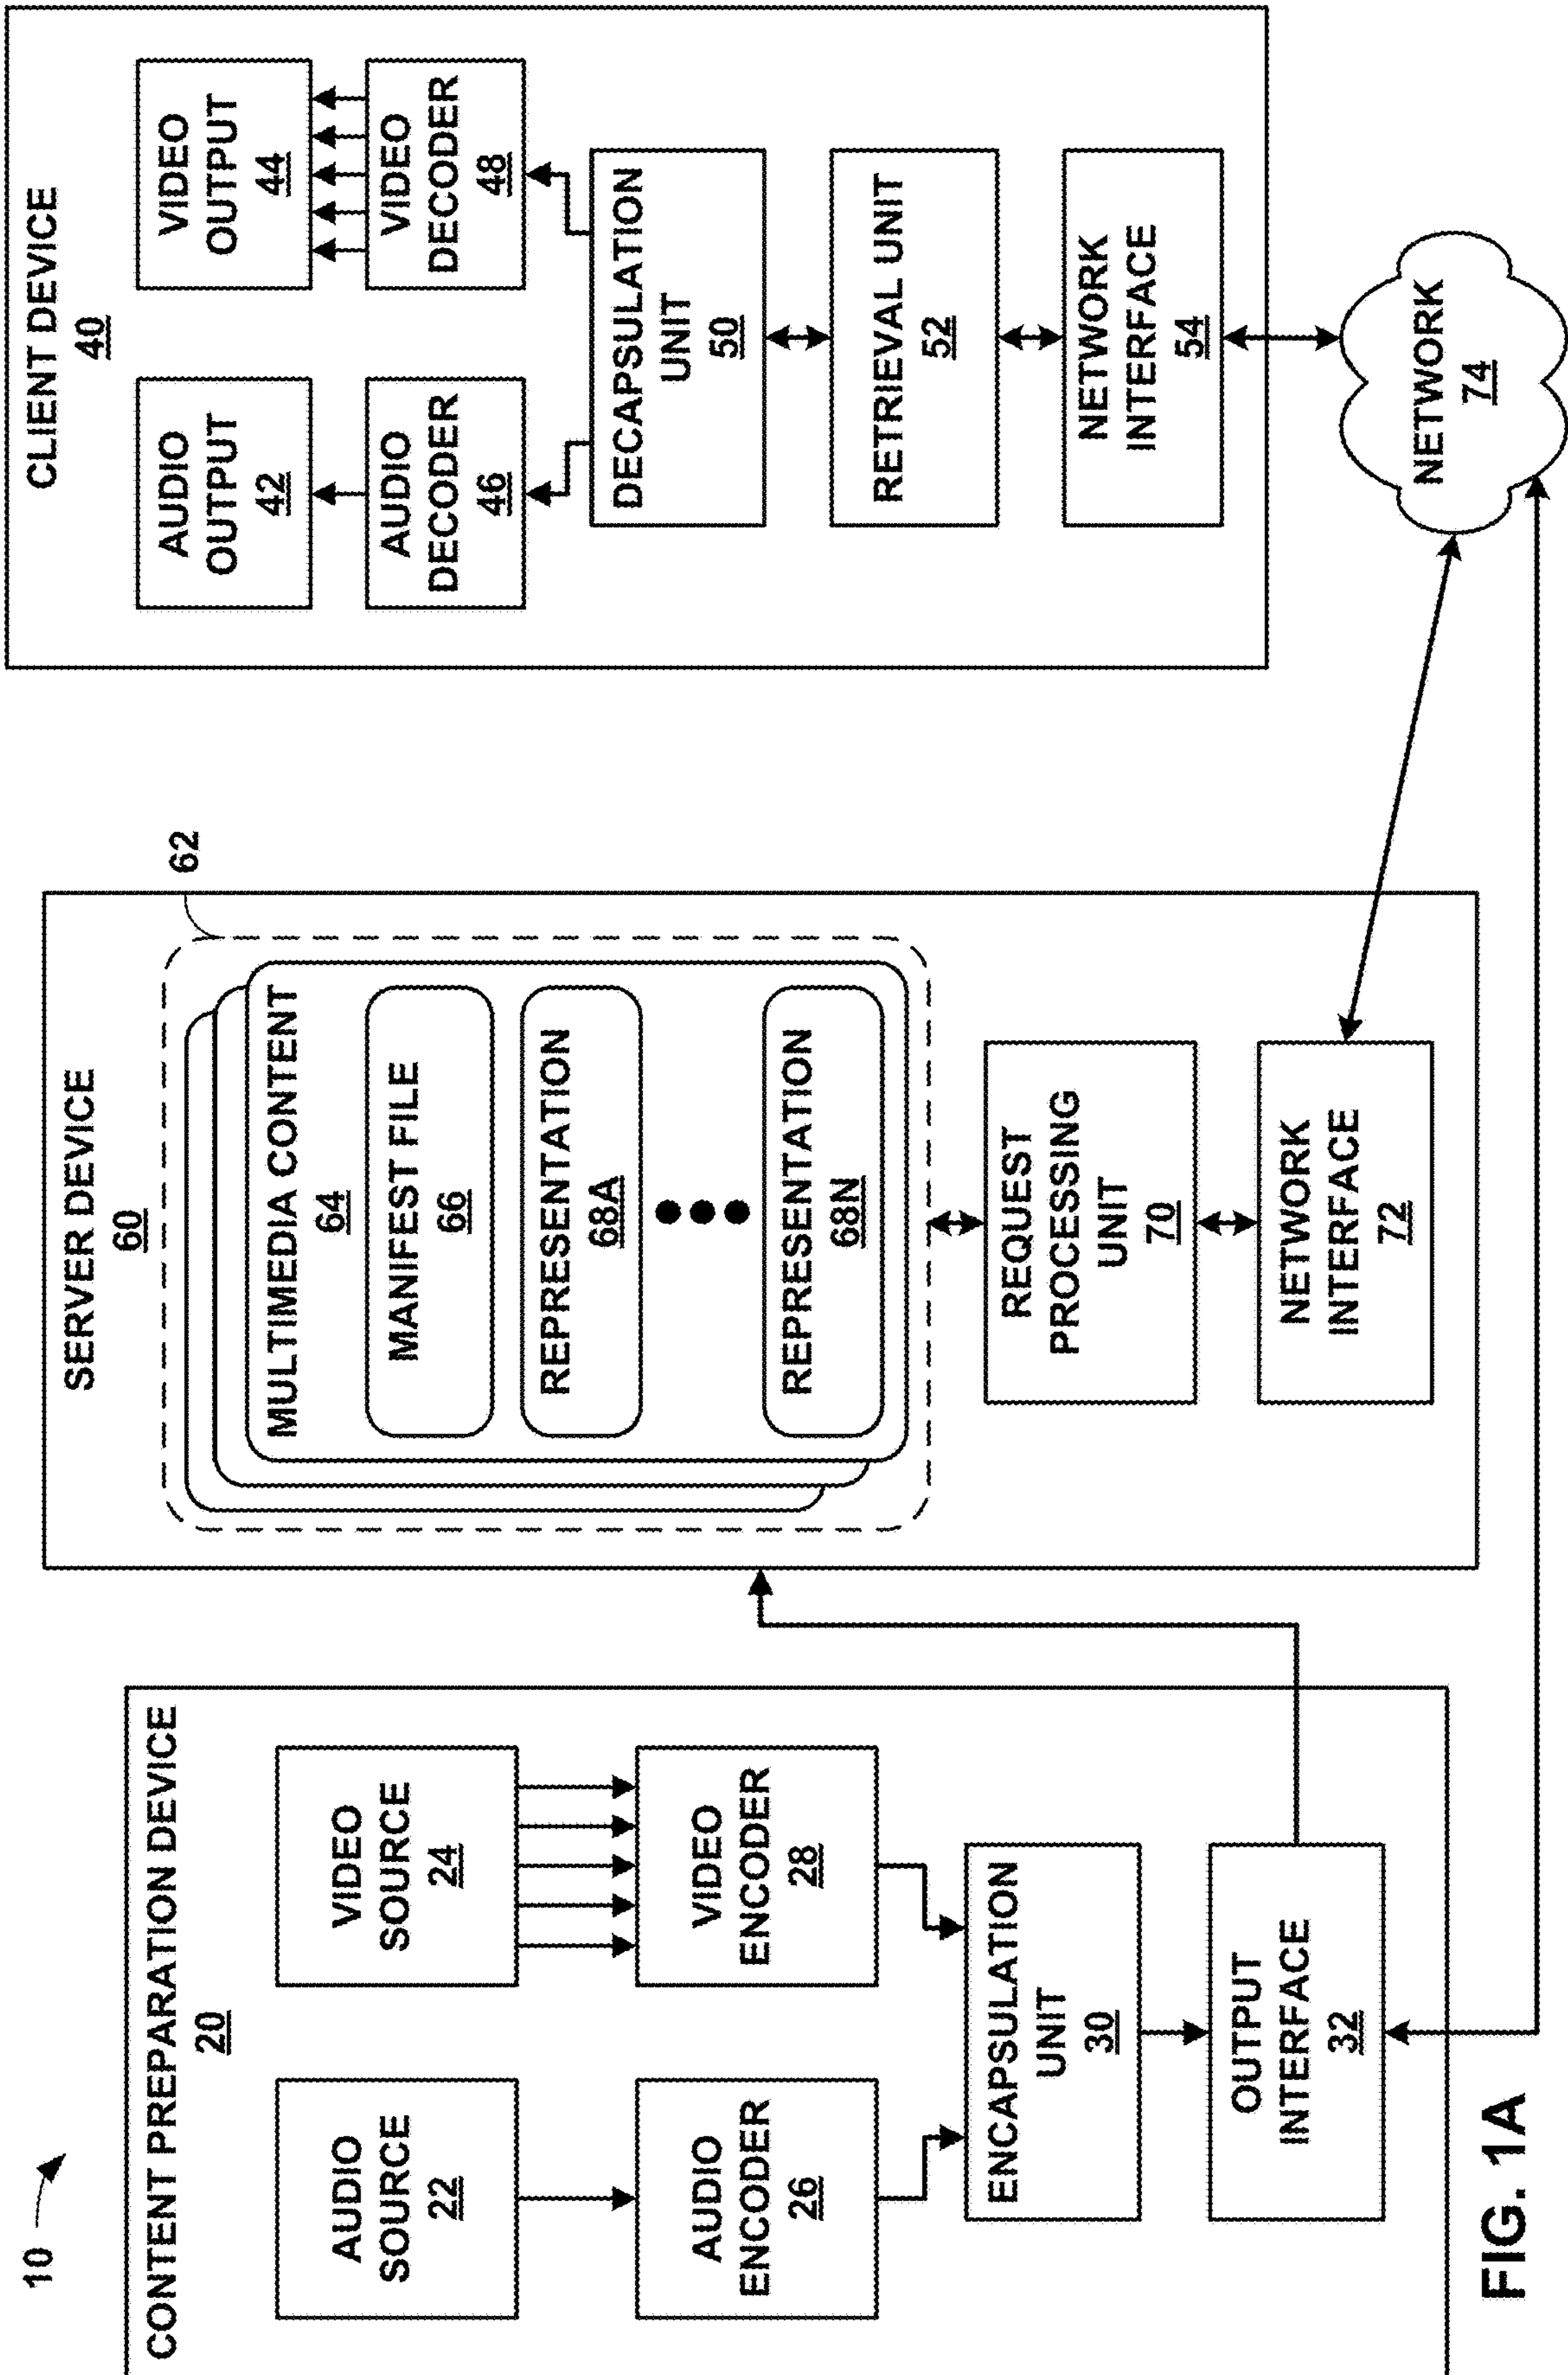 10
CONTENT PREPARATION DEVICE
20
AUDIO
SOURCE
22
VIDEO
SOURCE
24
AUDIO
ENCODER
26
VIDEO
ENCODER
28
ENCAPSULATION
UNIT
30
OUTPUT
INTERFACE
32
SERVER DEVICE
60
62
MULTIMEDIA CONTENT
64
MANIFEST FILE
66
REPRESENTATION
68A
REPRESENTATION
68N
REQUEST
PROCESSING
UNIT
70
NETWORK
INTERFACE
72
CLIENT DEVICE
40
AUDIO
OUTPUT
42
VIDEO
OUTPUT
44
AUDIO
DECODER
46
VIDEO
DECODER
48
DECAPSULATION
UNIT
50
RETRIEVAL UNIT
52
NETWORK
INTERFACE
54
NETWORK
74
FIG. 1A